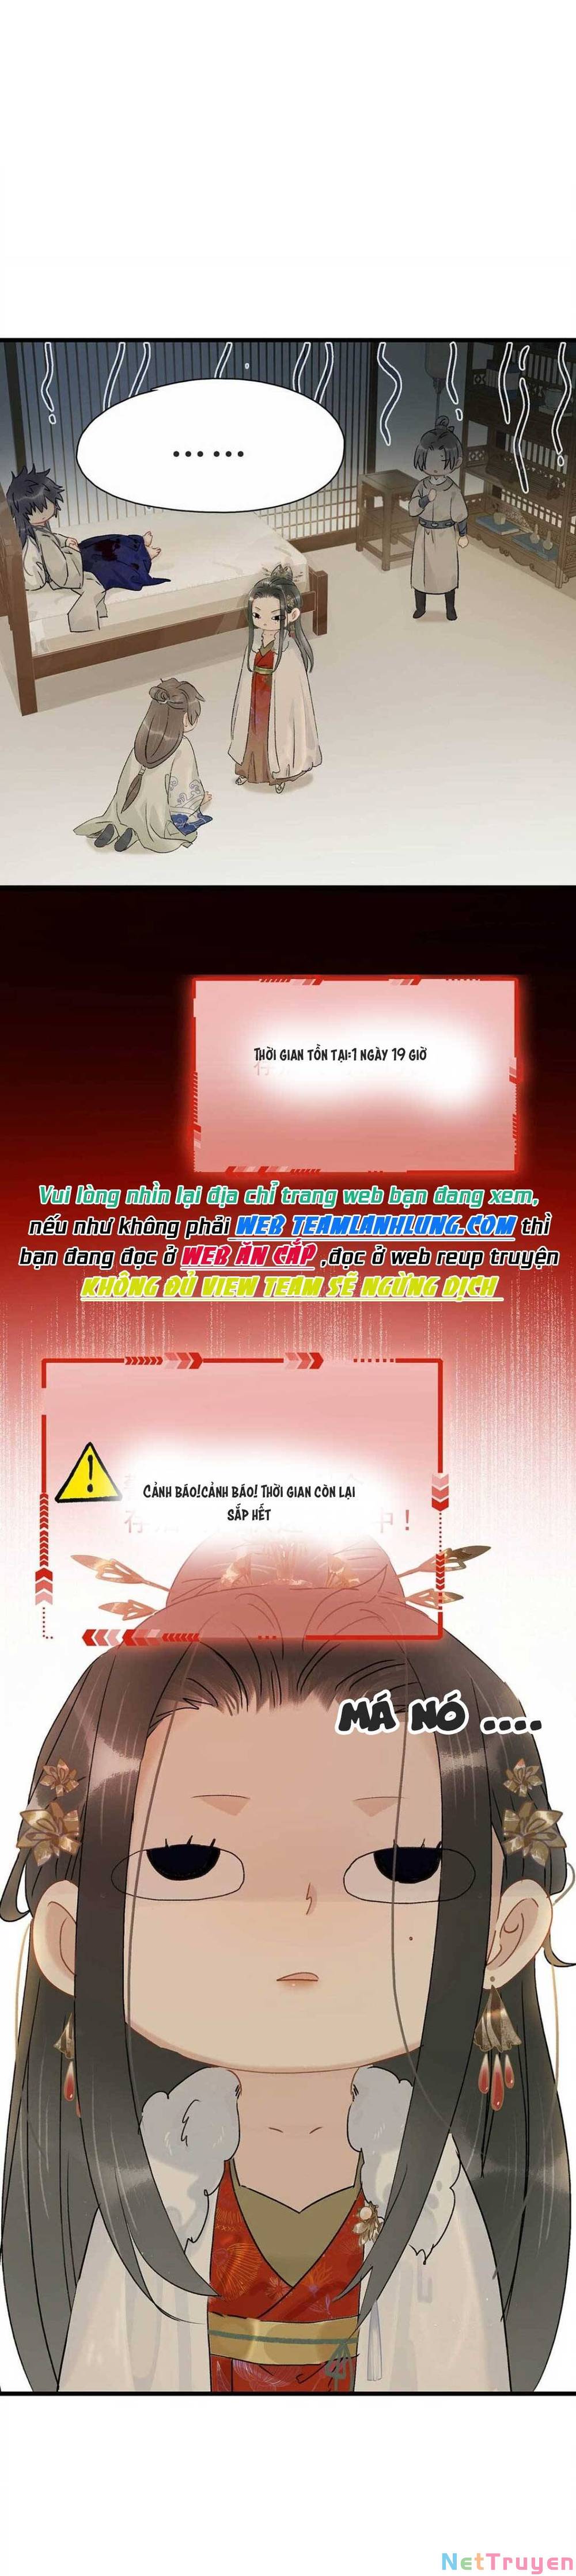 ......
THỜI GIAN TỒN TẠI:1 NGÀY 19 GIỜ
Vui lòng nhìn lại địa chỉ trang web bạn đang xem,
nếu như không phải WEB TEAMLANHLUNG.COM thì
bạn đang đọc ở WEB ĂN CẮP ,đọc ở web reup truyện
KHÔNG ĐỦ VIEW TEAM SẼ NGỪNG DỊCH
CẢNH BÁO!CẢNH BÁO! THỜI GIAN CÒN LẠI
SẮP HẾT
MÁ NÓ ....
NetTruyen